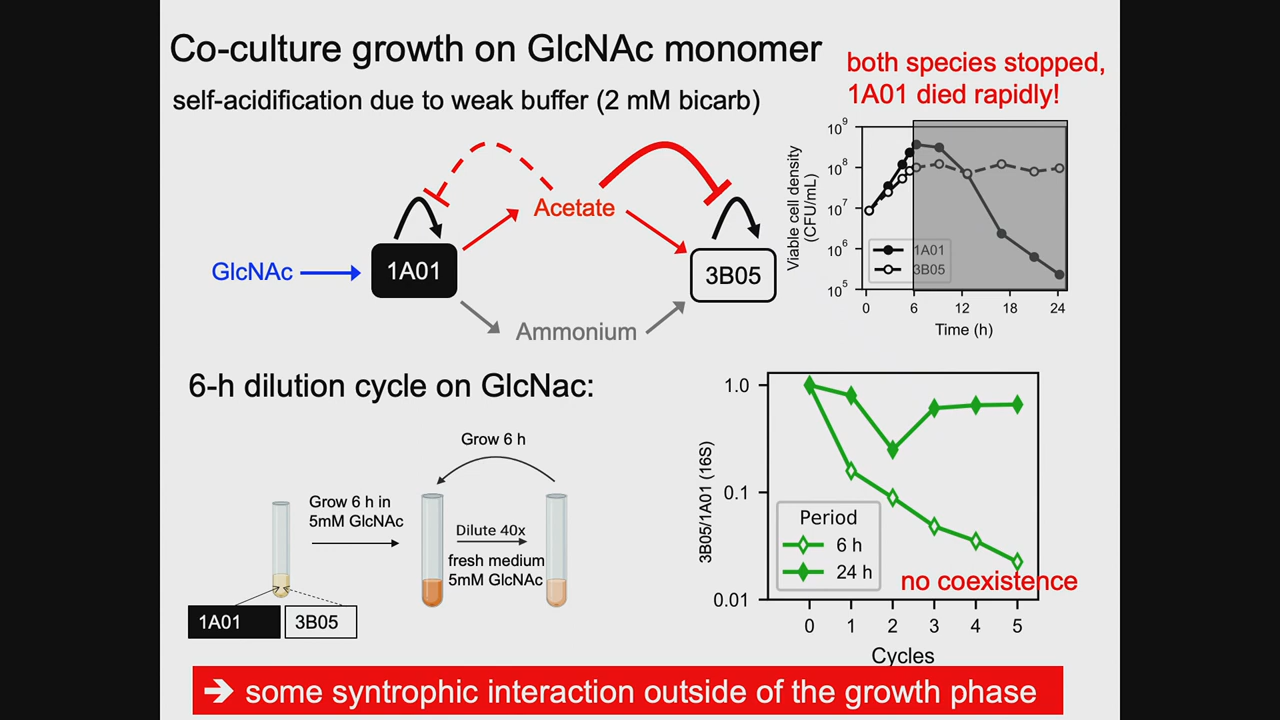 Co-culture growth on GlcNAc monomer
self-acidification due to weak buffer (2 mM bicarb)
both species stopped,
1A01 died rapidly!
Acetate
GlcNAc
1A01
3B05
Ammonium
Viable cell density
(CFU/mL)
10⁹
10⁸
10⁷
10⁶
10⁵
1A01
3B05
0 6 12 18 24
Time (h)
6-h dilution cycle on GlcNac:
Grow 6 h
Grow 6 h in
5mM GlcNAc
Dilute 40x
fresh medium
5mM GlcNAc
1A01
3B05
3B05/1A01 (16S)
1.0
0.1
0.01
Period
6 h
24 h
no coexistence
0 1 2 3 4 5
Cycles
➔ some syntrophic interaction outside of the growth phase